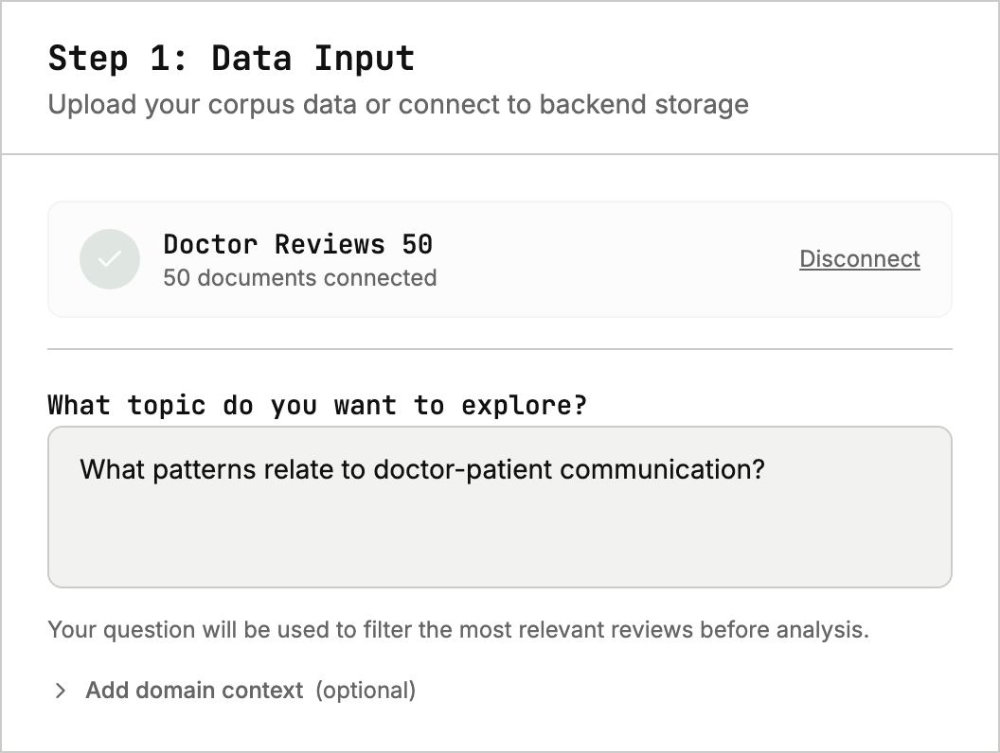 Step 1: Data Input
Upload your corpus data or connect to backend storage
Doctor Reviews 50
50 documents connected
Disconnect
What topic do you want to explore?
What patterns relate to doctor-patient communication?
Your question will be used to filter the most relevant reviews before analysis.
Add domain context (optional)